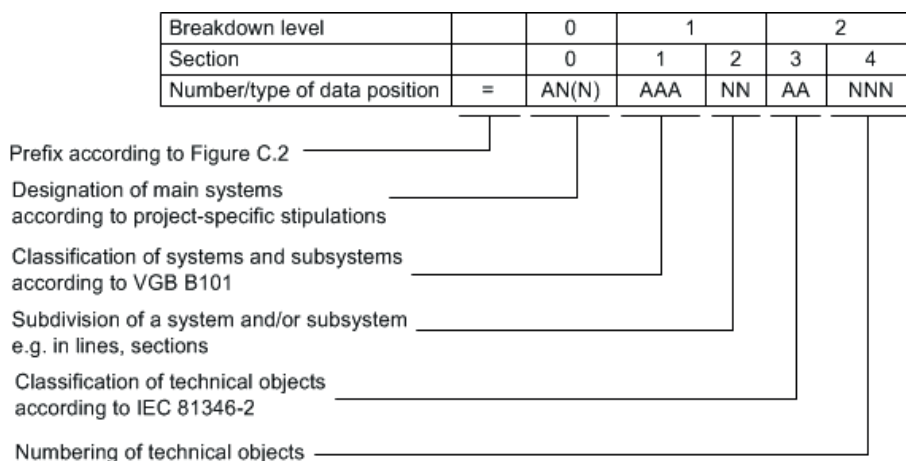 Breakdown level 0 1 2
Section 0 1 2 3 4
Number/type of data position = AN(N) AAA NN AA NNN
Prefix according to Figure C.2
Designation of main systems
according to project-specific stipulations
Classification of systems and subsystems
according to VGB B101
Subdivision of a system and/or subsystem
e.g. in lines, sections
Classification of technical objects
according to IEC 81346-2
Numbering of technical objects